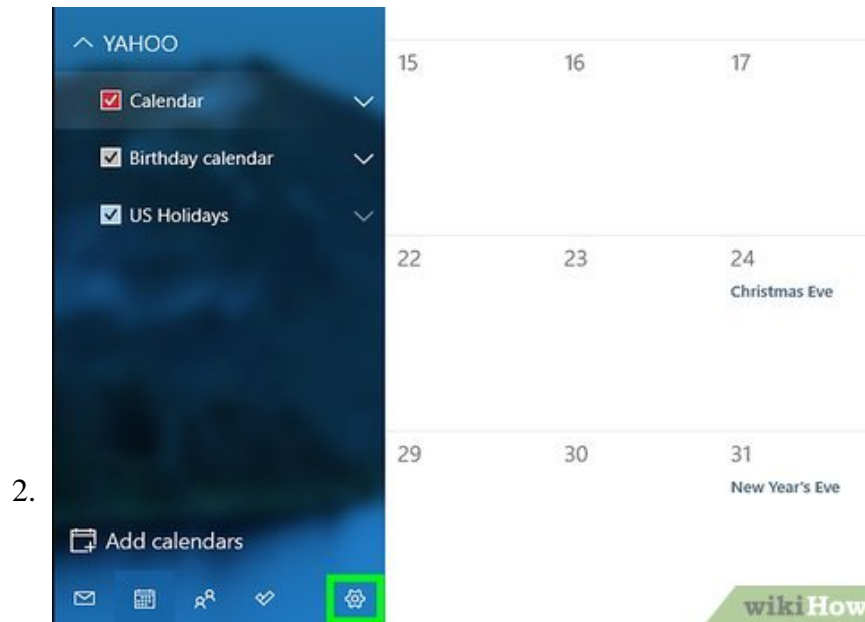 YAHOO
Calendar
Birthday calendar
US Holidays
Add calendars
15 16 17
22 23 24
Christmas Eve
29 30 31
New Year's Eve
2.
wikiHow